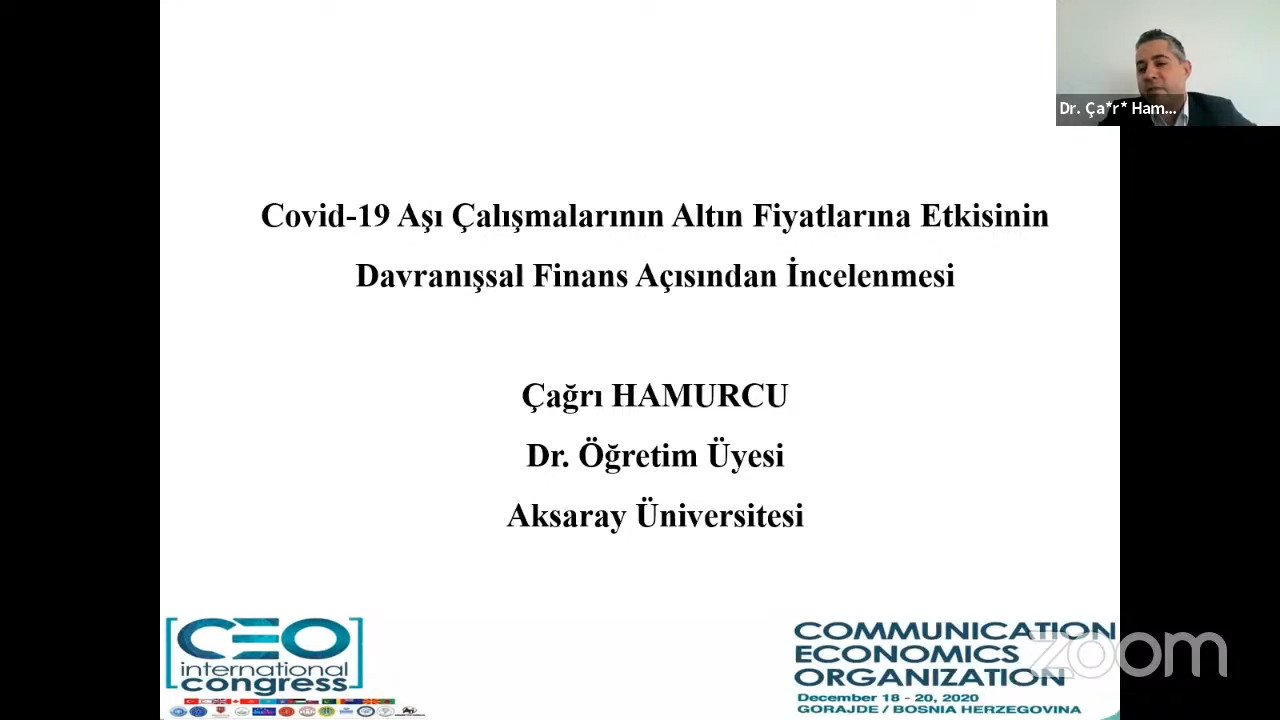 Dr. Ça*r* Ham...
Covid-19 Aşı Çalışmalarının Altın Fiyatlarına Etkisinin
Davranışsal Finans Açısından İncelenmesi
Çağrı HAMURCU
Dr. Öğretim Üyesi
Aksaray Üniversitesi
CEO
international
congress
COMMUNICATION
ECONOMICS
ORGANIZATION
December 18 - 20, 2020
GORAJDE / BOSNIA HERZEGOVINA
zoom